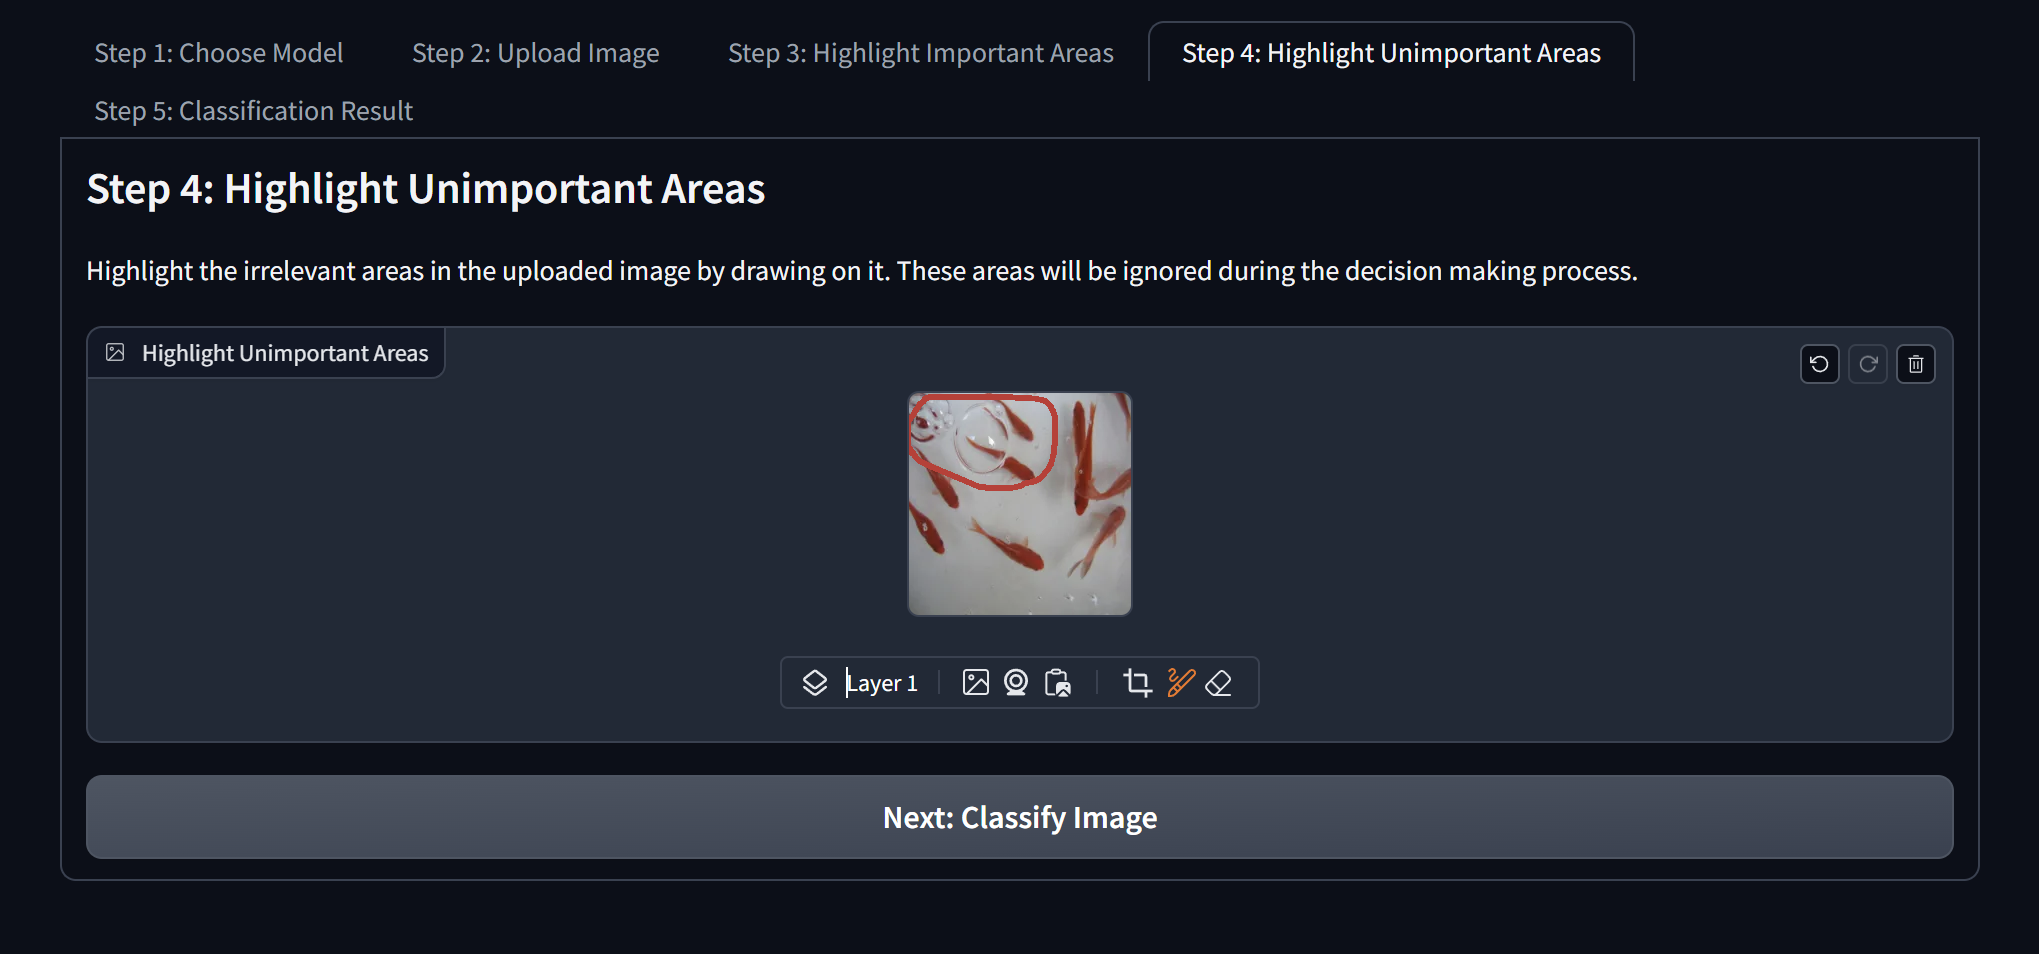 Step 1: Choose Model
Step 2: Upload Image
Step 3: Highlight Important Areas
Step 4: Highlight Unimportant Areas
Step 5: Classification Result
Step 4: Highlight Unimportant Areas
Highlight the irrelevant areas in the uploaded image by drawing on it. These areas will be ignored during the decision making process.
Highlight Unimportant Areas
Layer 1
Next: Classify Image